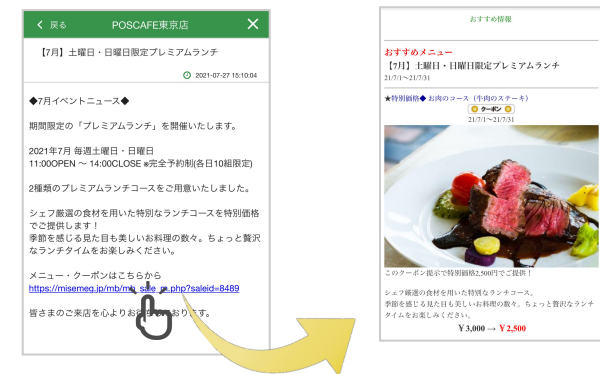 戻る
POSCAFE東京店
【7月】土曜日・日曜日限定プレミアムランチ
2021-07-27 15:10:04
◆7月イベントニュース◆
期間限定の「プレミアムランチ」を開催いたします。
2021年7月 毎週土曜日・日曜日
11:00OPEN ～ 14:00CLOSE ※完全予約制(各日10組限定)
2種類のプレミアムランチコースをご用意いたしました。
シェフ厳選の食材を用いた特別なランチコースを特別価格
でご提供します！
季節を感じる見た目も美しいお料理の数々。ちょっと贅沢
なランチタイムをお楽しみください。
メニュー・クーポンはこちらから
https://misemeg.jp/mb/mb_sale_m.php?saleid=8489
皆さまのご来店を心よりお待ちしております。
おすすめ情報
おすすめメニュー
【7月】土曜日・日曜日限定プレミアムランチ
21/7/1～21/7/31
★特別価格◆ お肉のコース（牛肉のステーキ）
クーポン
21/7/1～21/7/31
このクーポン提示で特別価格2,500円でご提供！
シェフ厳選の食材を用いた特別なランチコース。
季節を感じる見た目も美しいお料理の数々。ちょっと贅沢なランチ
タイムをお楽しみください。
￥3,000 → ￥2,500